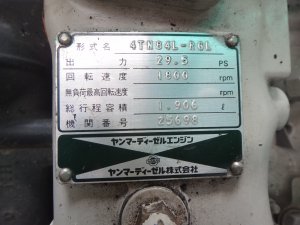 形式名 4TN84L-RGL
出力 29.5 PS
回転速度 1800 rpm
無負荷最高回転速度 rpm
総行程容積 1.906 ℓ
機関番号 25698
ヤンマーディーゼルエンジン
ヤンマーディーゼル株式会社